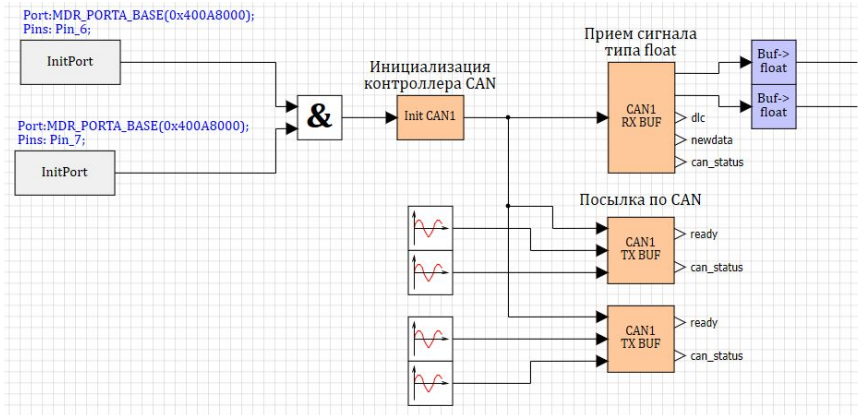 Port:MDR_PORTA_BASE(0x400A8000);
Pins: Pin_6;
InitPort
Port:MDR_PORTA_BASE(0x400A8000);
Pins: Pin_7;
InitPort
&
Инициализация
контроллера CAN
Init CAN1
Прием сигнала
типа float
CAN1
RX BUF
dlc
newdata
can_status
Buf->
float
Buf->
float
Посылка по CAN
CAN1
TX BUF
ready
can_status
CAN1
TX BUF
ready
can_status